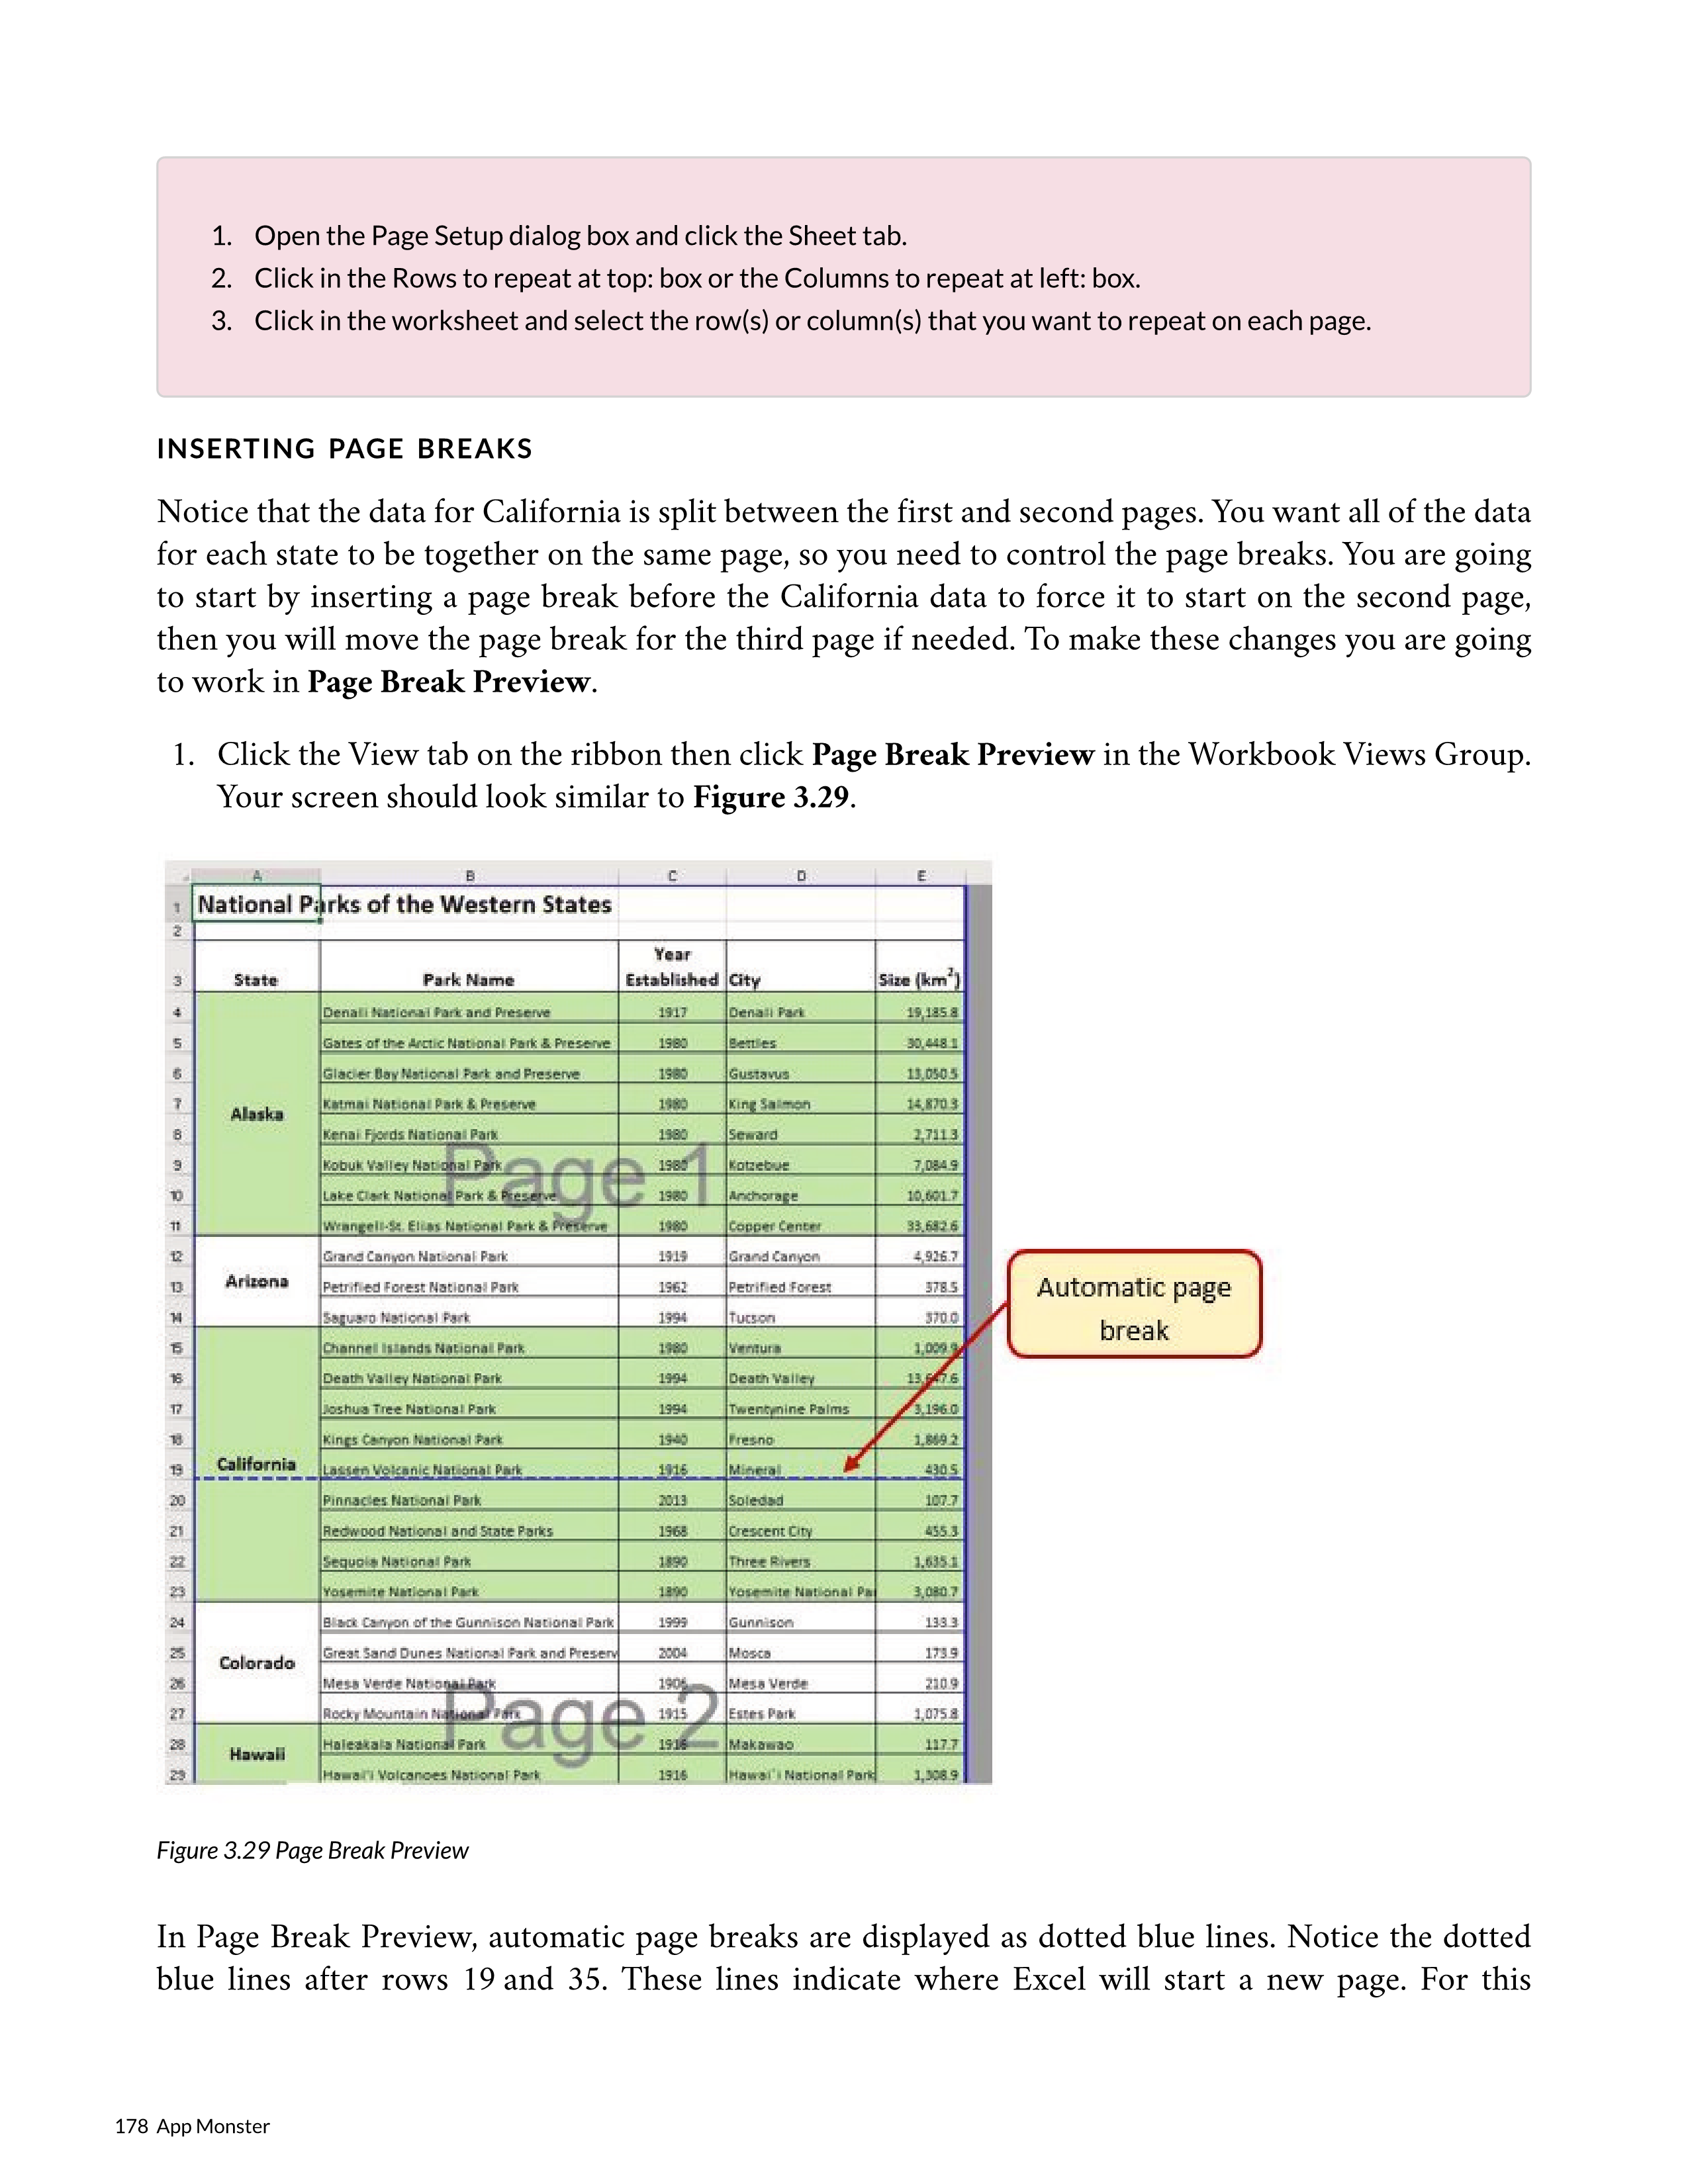 1. Open the Page Setup dialog box and click the Sheet tab.
2. Click in the Rows to repeat at top: box or the Columns to repeat at left: box.
3. Click in the worksheet and select the row(s) or column(s) that you want to repeat on each page.
INSERTING PAGE BREAKS
Notice that the data for California is split between the first and second pages. You want all of the data
for each state to be together on the same page, so you need to control the page breaks. You are going
to start by inserting a page break before the California data to force it to start on the second page,
then you will move the page break for the third page if needed. To make these changes you are going
to work in Page Break Preview.
1. Click the View tab on the ribbon then click Page Break Preview in the Workbook Views Group.
Your screen should look similar to Figure 3.29.
A B C D E
1 National Parks of the Western States
2
Year
3 State Park Name Established City Size (km²)
4 Denali National Park and Preserve 1917 Denali Park 19,185.8
5 Gates of the Arctic National Park & Preserve 1980 Bettles 30,448.1
6 Glacier Bay National Park and Preserve 1980 Gustavus 13,050.5
7 Katmai National Park & Preserve 1980 King Salmon 14,870.3
Alaska
8 Kenai Fjords National Park 1980 Seward 2,711.3
9 Kobuk Valley National Park 1980 Kotzebue 7,084.9
Page 1
10 Lake Clark National Park & Preserve 1980 Anchorage 10,601.7
11 Wrangell-St. Elias National Park & Preserve 1980 Copper Center 33,682.6
12 Grand Canyon National Park 1919 Grand Canyon 4,926.7
Arizona
13 Petrified Forest National Park 1962 Petrified Forest 378.5
14 Saguaro National Park 1994 Tucson 370.0
Automatic page
break
15 Channel Islands National Park 1980 Ventura 1,009.9
16 Death Valley National Park 1994 Death Valley
17 Joshua Tree National Park 1994 Twentynine Palms 3,196.0
18 Kings Canyon National Park 1940 Fresno 1,869.2
19 California Lassen Volcanic National Park 1916 Mineral 430.5
20 Pinnacles National Park 2013 Soledad 107.7
21 Redwood National and State Parks 1968 Crescent City 455.3
22 Sequoia National Park 1890 Three Rivers 1,635.1
23 Yosemite National Park 1890 Yosemite National Pa 3,080.7
24 Black Canyon of the Gunnison National Park 1999 Gunnison 133.3
25 Great Sand Dunes National Park and Preserv 2004 Mosca 173.9
Colorado
26 Mesa Verde National Park 1906 Mesa Verde 210.9
27 Rocky Mountain National Park 1915 Estes Park 1,075.8
Page 2
28 Haleakala National Park 1916 Makawao 117.7
Hawaii
29 Hawai'i Volcanoes National Park 1916 Hawai'i National Park 1,308.9
Figure 3.29 Page Break Preview
In Page Break Preview, automatic page breaks are displayed as dotted blue lines. Notice the dotted
blue lines after rows 19 and 35. These lines indicate where Excel will start a new page. For this
178 App Monster